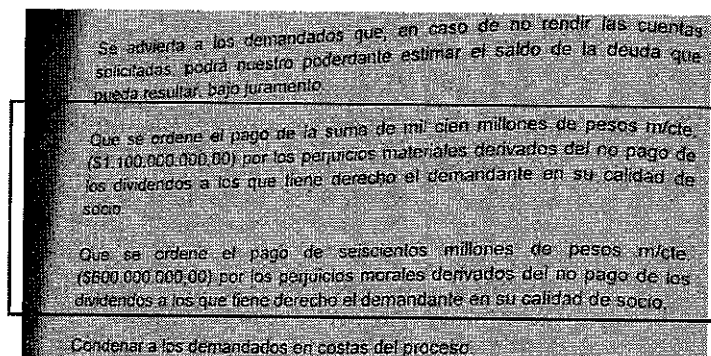 Se advierta a los demandados que, en caso de no rendir las cuentas
solicitadas, podrá nuestro poderdante estimar el saldo de la deuda que
pueda resultar, bajo juramento.
Que se ordene el pago de la suma de mil cien millones de pesos m/cte.
($1.100.000.000,00) por los perjuicios materiales derivados del no pago de
los dividendos a los que tiene derecho el demandante en su calidad de
socio.
Que se ordene el pago de seiscientos millones de pesos m/cte.
($600.000.000,00) por los perjuicios morales derivados del no pago de los
dividendos a los que tiene derecho el demandante en su calidad de socio.
Condenar a los demandados en costas del proceso.